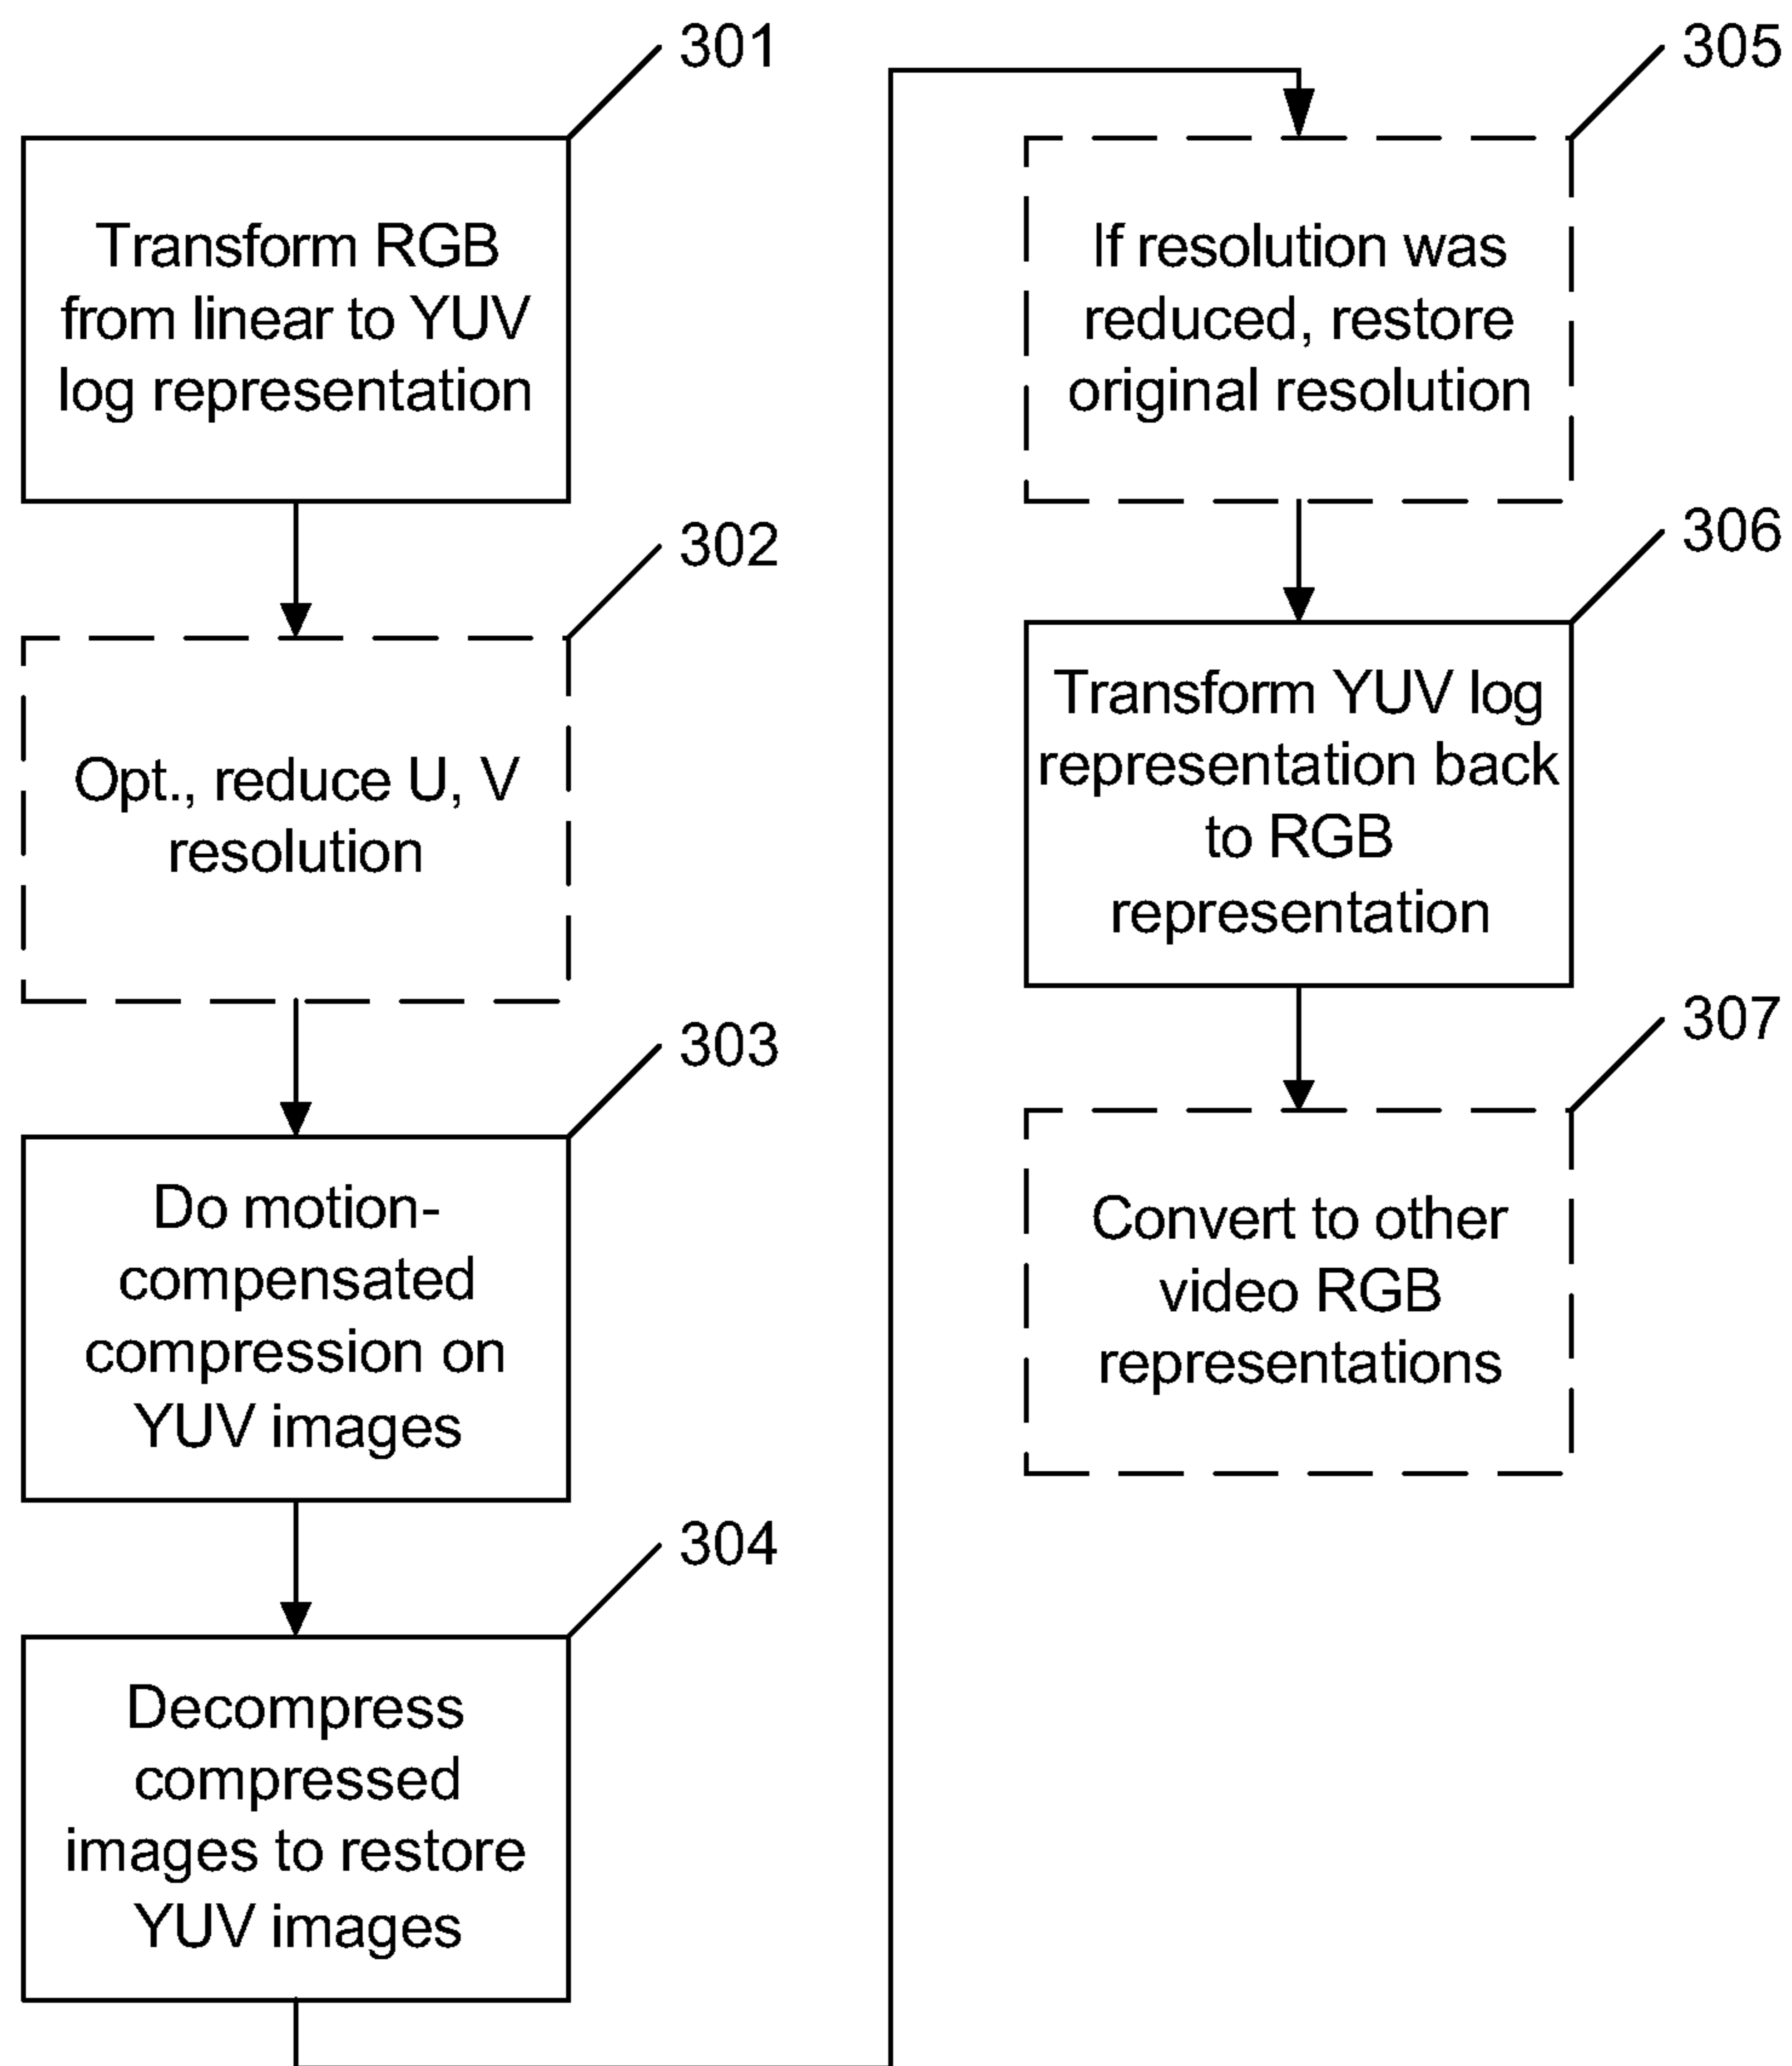 301
Transform RGB
from linear to YUV
log representation
302
Opt., reduce U, V
resolution
303
Do motion-
compensated
compression on
YUV images
304
Decompress
compressed
images to restore
YUV images
305
If resolution was
reduced, restore
original resolution
306
Transform YUV log
representation back
to RGB
representation
307
Convert to other
video RGB
representations